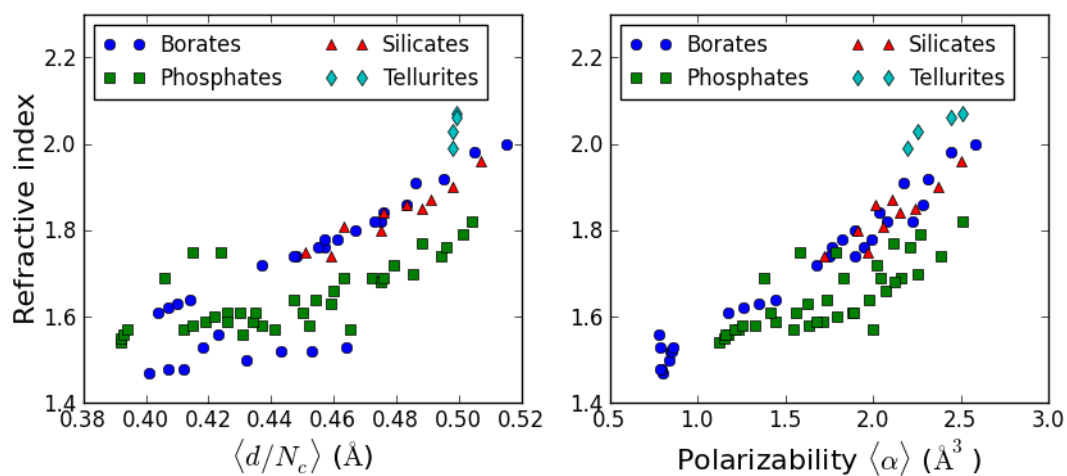 Borates Silicates
Phosphates Tellurites
2.2
2.0
1.8
1.6
1.4
0.38 0.40 0.42 0.44 0.46 0.48 0.50 0.52
Refractive index
⟨d/N_c⟩ (Å)
Borates Silicates
Phosphates Tellurites
2.2
2.0
1.8
1.6
1.4
0.5 1.0 1.5 2.0 2.5 3.0
Polarizability ⟨α⟩ (Å³)